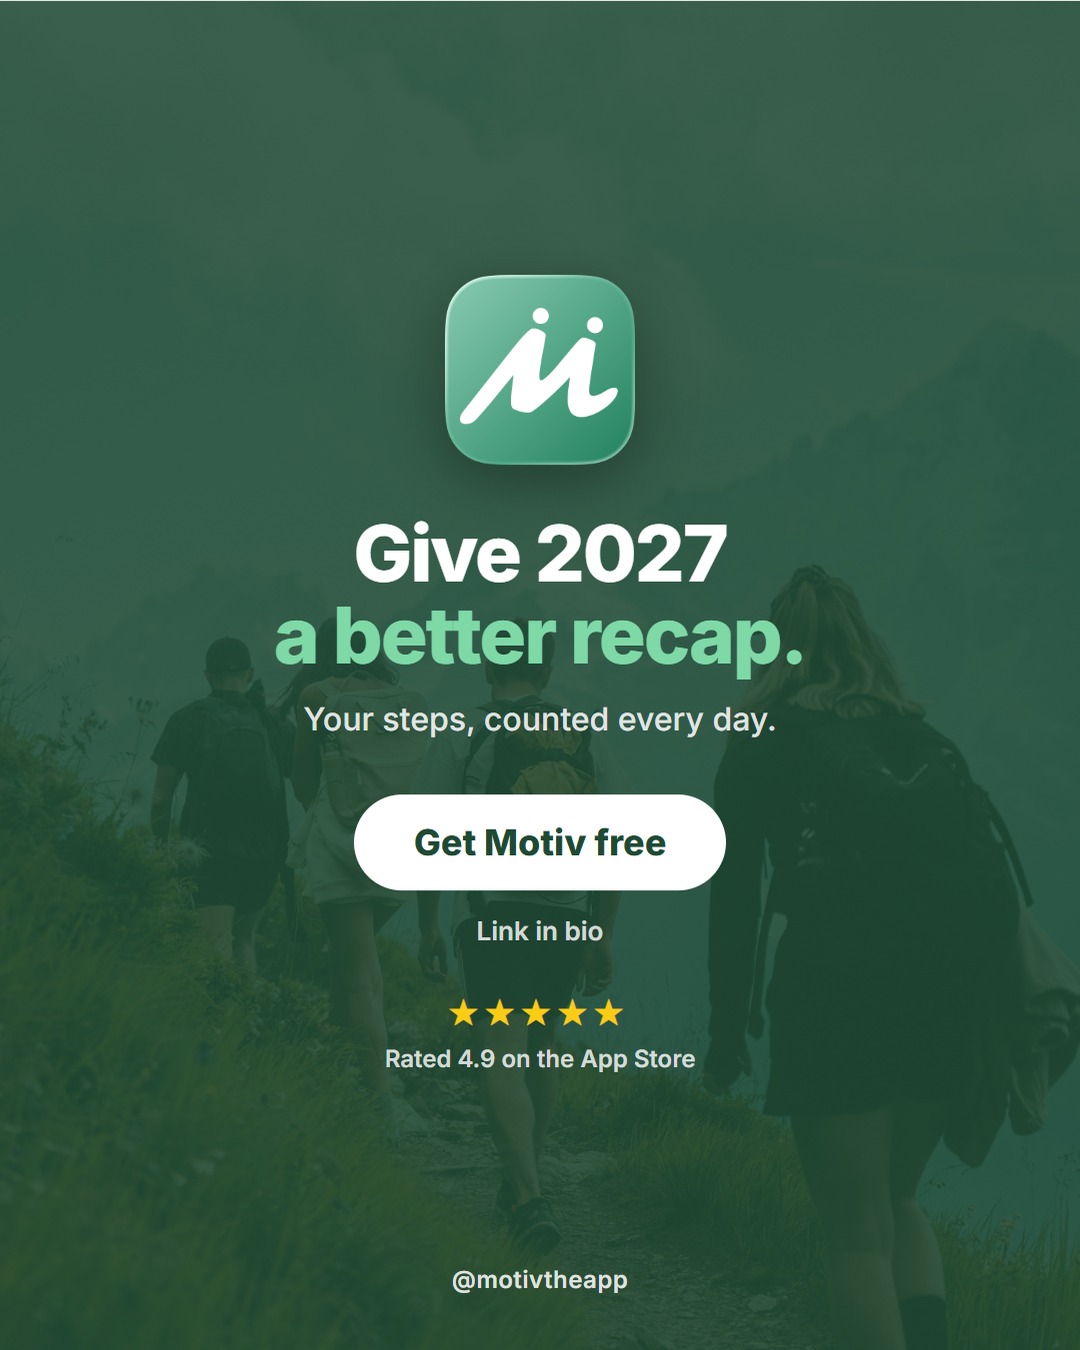 Give 2027
a better recap.
Your steps, counted every day.
Get Motiv free
Link in bio
★★★★★
Rated 4.9 on the App Store
@motivtheapp